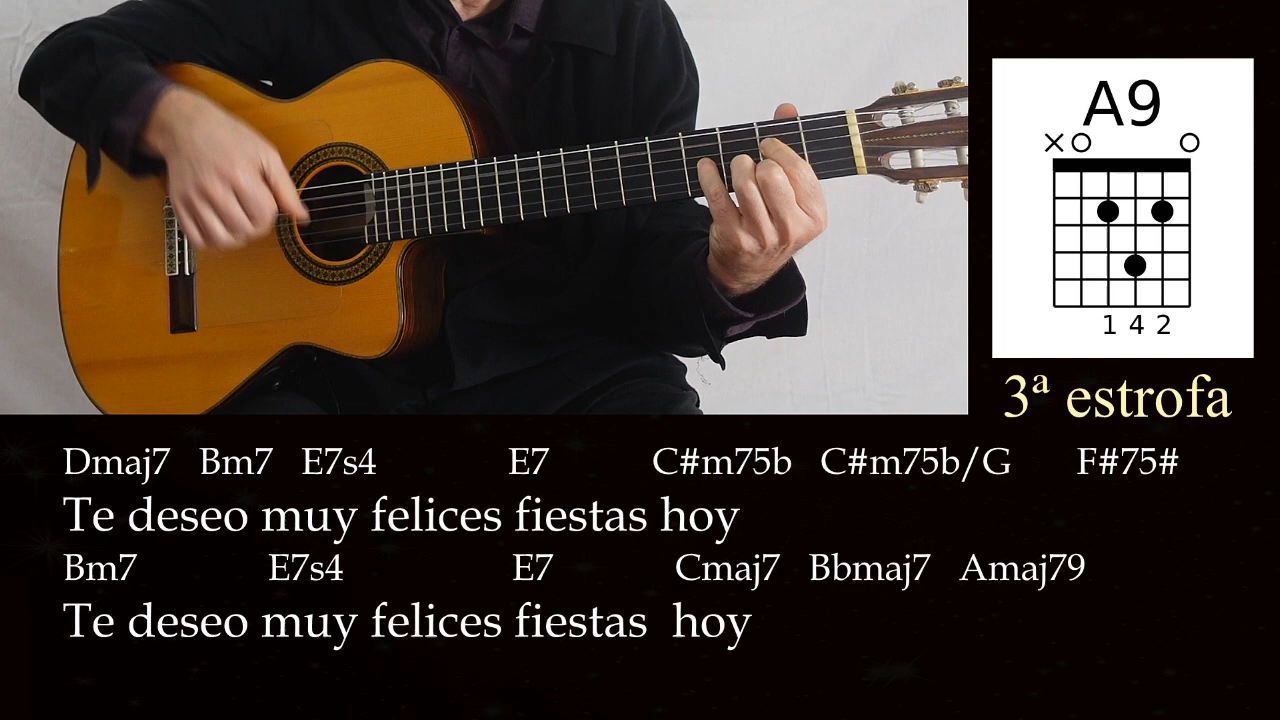 A9
×○ ○
1 4 2
3ª estrofa
Dmaj7 Bm7 E7s4 E7 C#m75b C#m75b/G F#75#
Te deseo muy felices fiestas hoy
Bm7 E7s4 E7 Cmaj7 Bbmaj7 Amaj79
Te deseo muy felices fiestas hoy